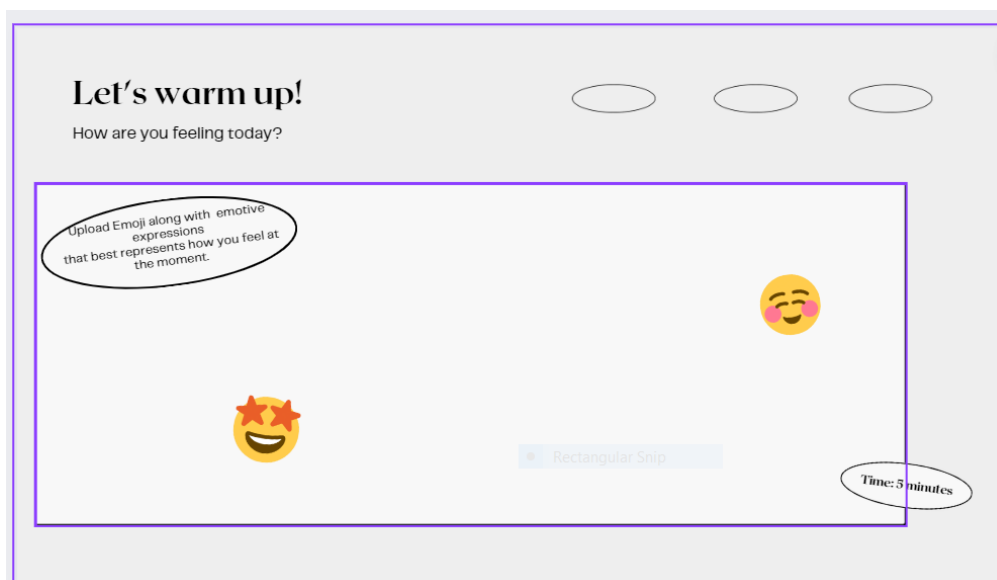 Let's warm up!
How are you feeling today?
Upload Emoji along with emotive
expressions
that best represents how you feel at
the moment.
Rectangular Snip
Time: 5 minutes